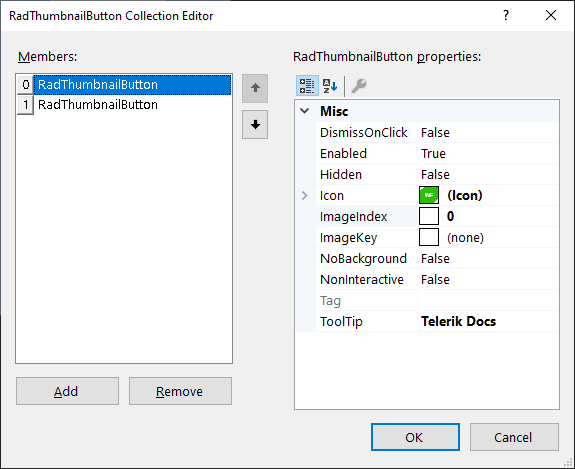 RadThumbnailButton Collection Editor
Members:
0 RadThumbnailButton
1 RadThumbnailButton
Add
Remove
RadThumbnailButton properties:
Misc
DismissOnClick False
Enabled True
Hidden False
Icon WF (Icon)
ImageIndex 0
ImageKey (none)
NoBackground False
NonInteractive False
Tag
ToolTip Telerik Docs
OK
Cancel